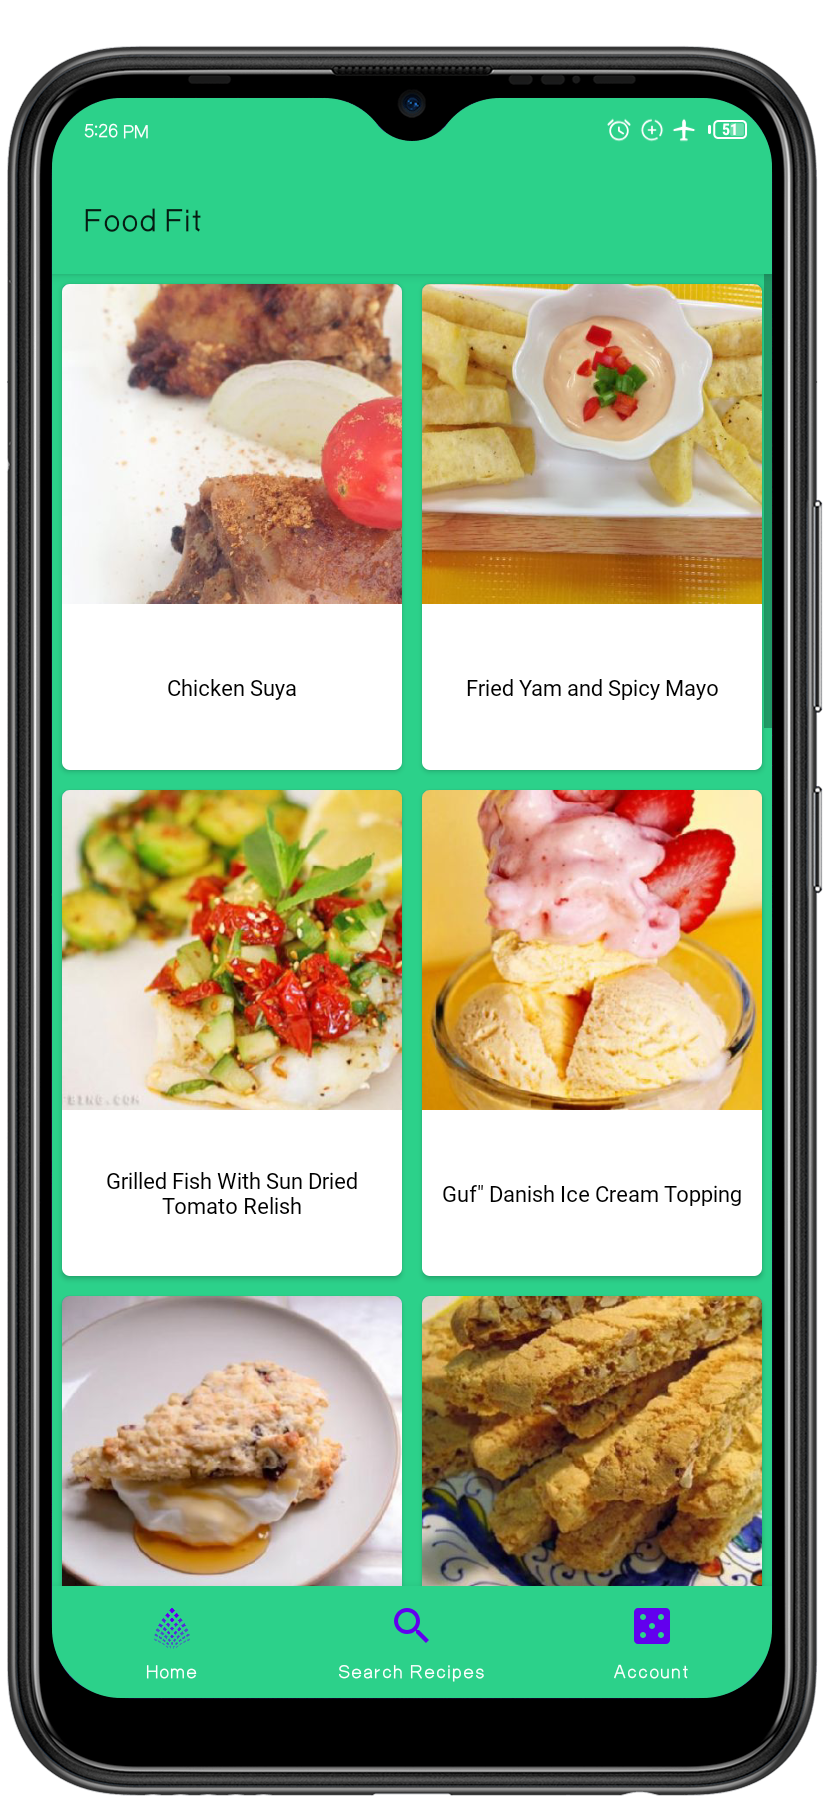 5:26 PM
51
Food Fit
Chicken Suya
Fried Yam and Spicy Mayo
Grilled Fish With Sun Dried
Tomato Relish
Guf" Danish Ice Cream Topping
Home
Search Recipes
Account